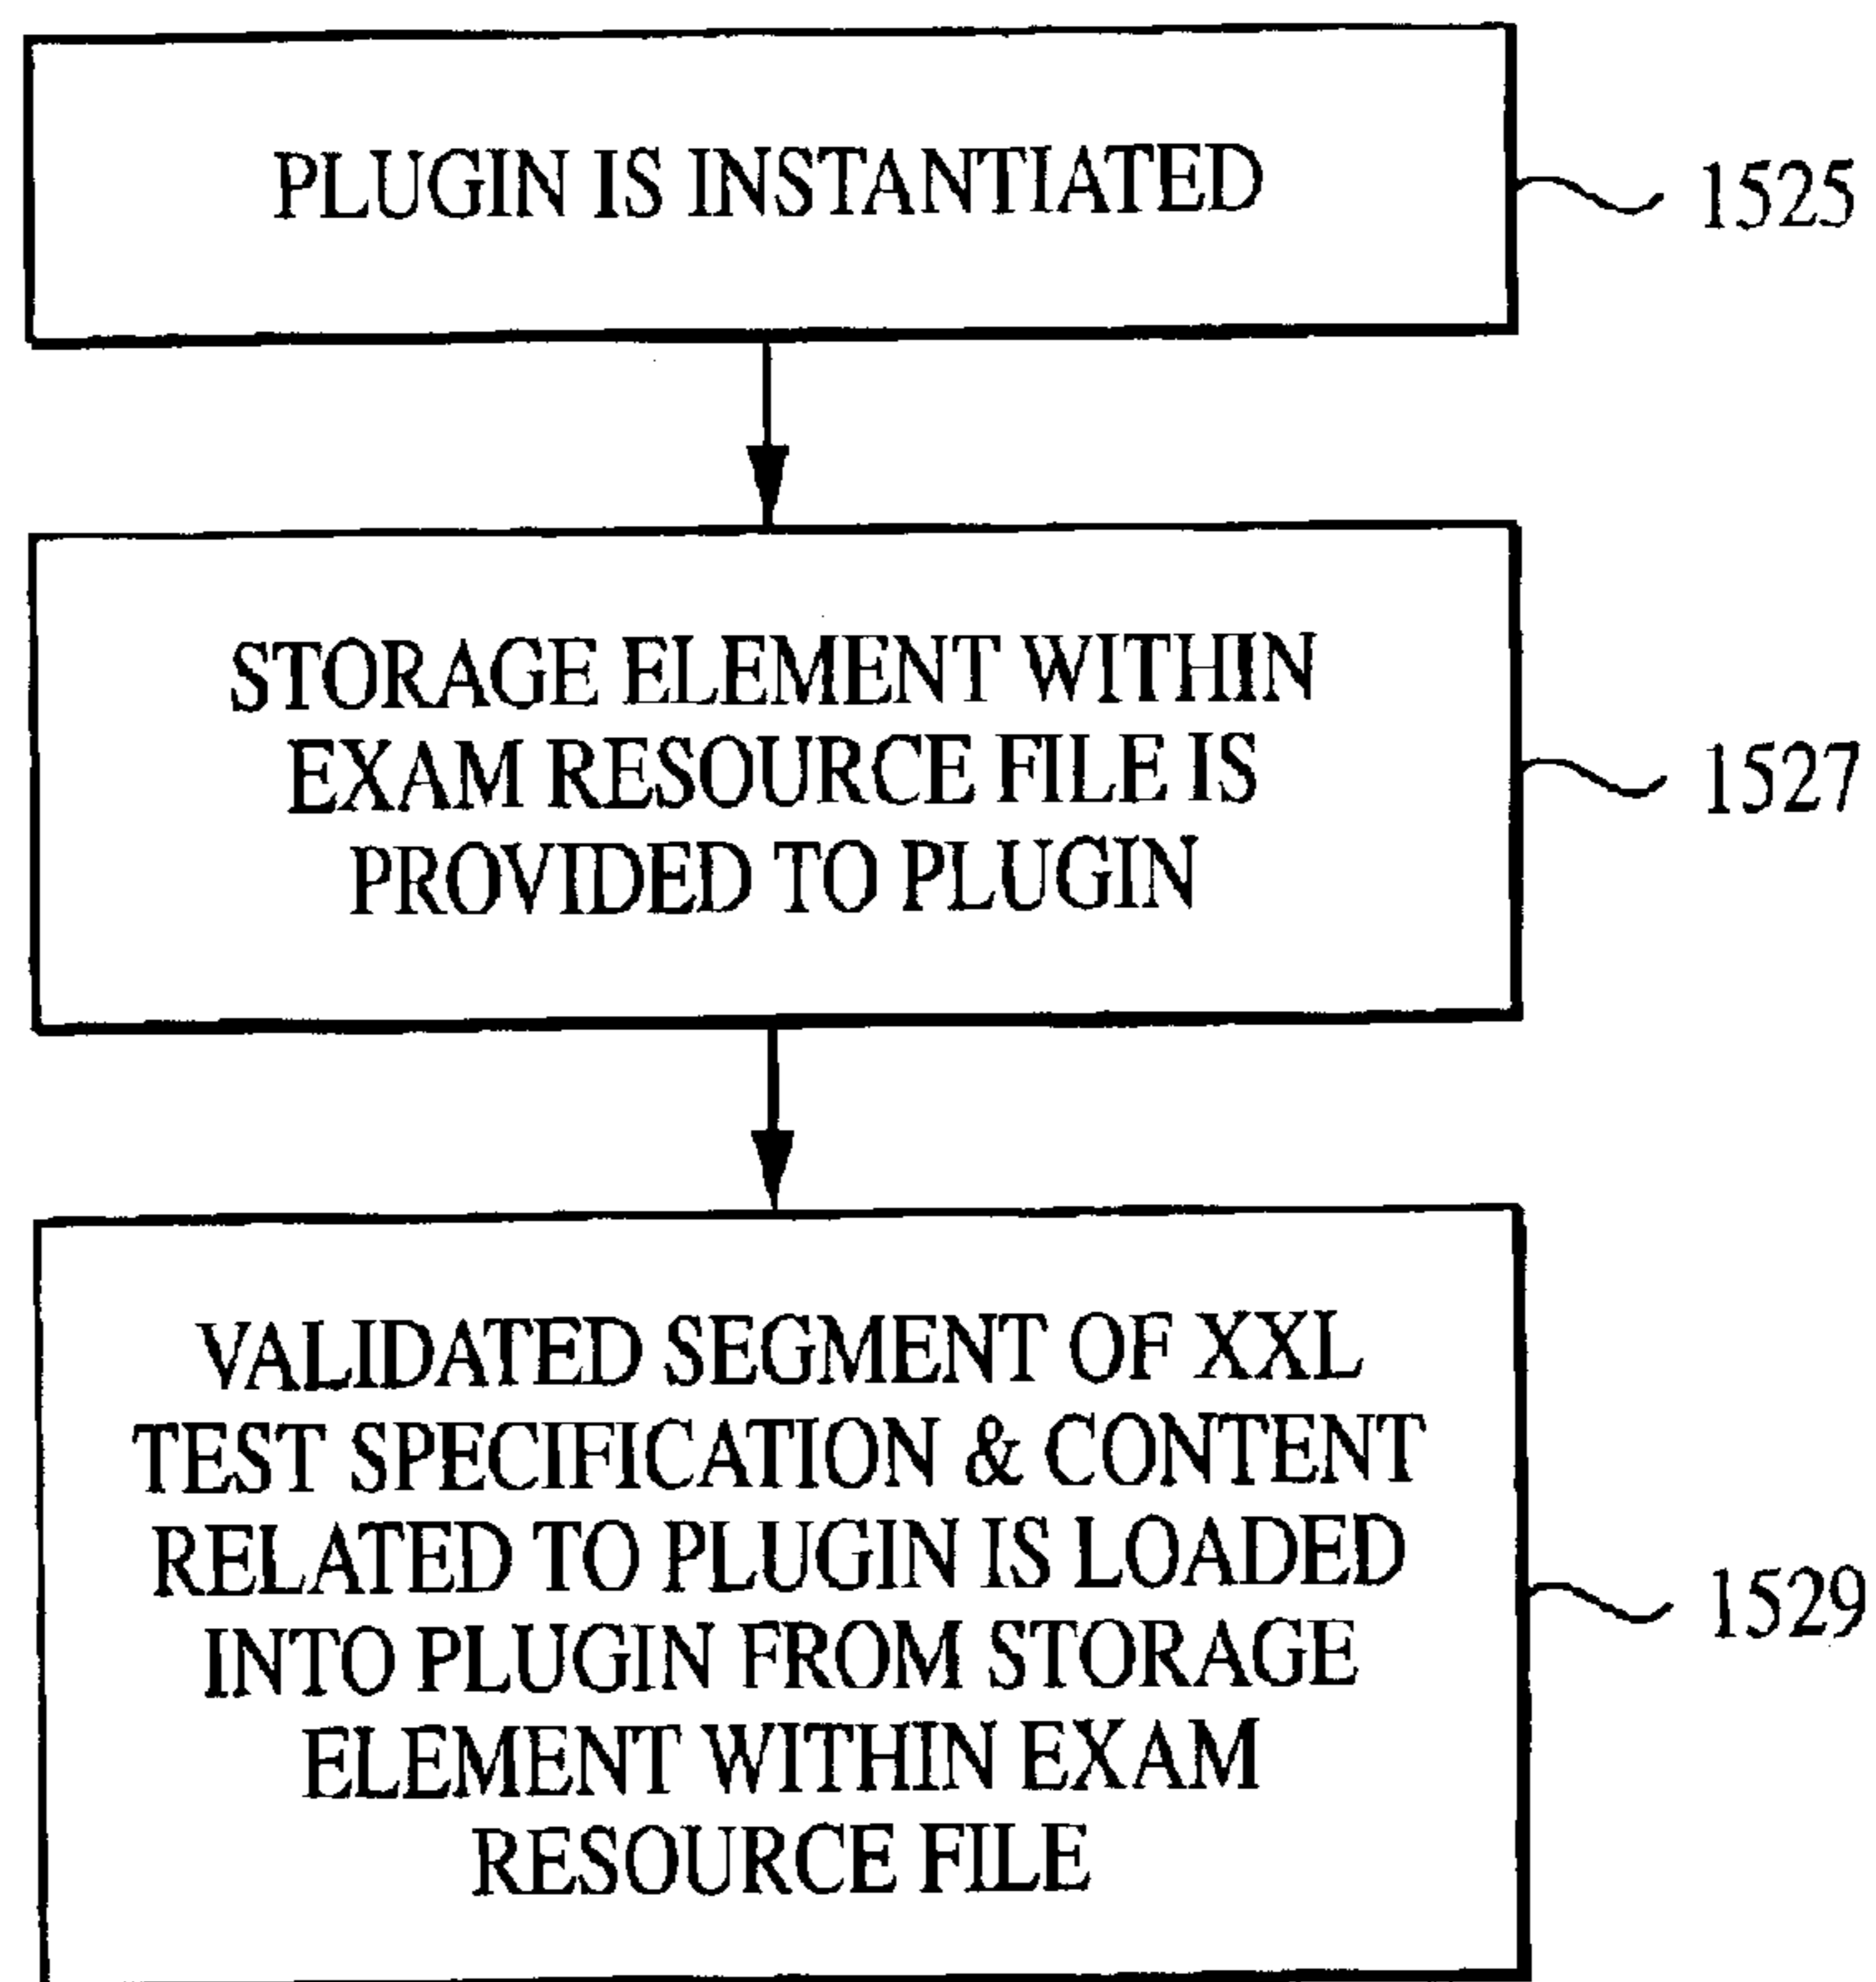 PLUGIN IS INSTANTIATED
1525
STORAGE ELEMENT WITHIN
EXAM RESOURCE FILE IS
PROVIDED TO PLUGIN
1527
VALIDATED SEGMENT OF XXL
TEST SPECIFICATION & CONTENT
RELATED TO PLUGIN IS LOADED
INTO PLUGIN FROM STORAGE
ELEMENT WITHIN EXAM
RESOURCE FILE
1529